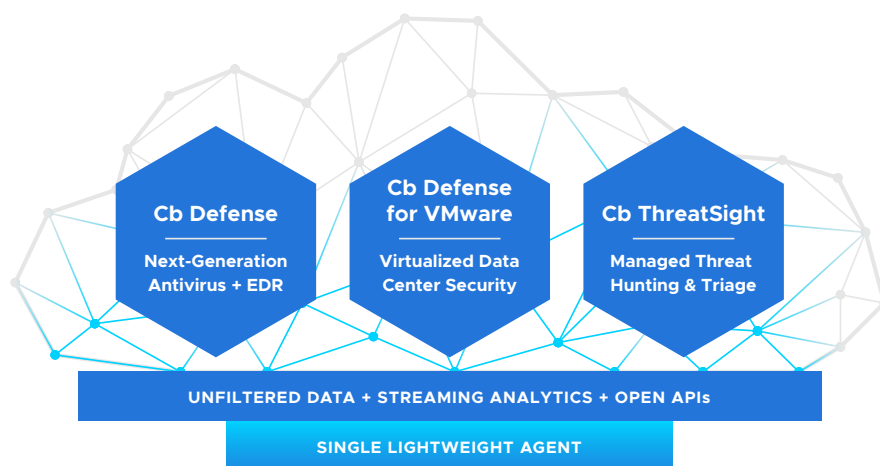 Cb Defense
Next-Generation
Antivirus + EDR
Cb Defense
for VMware
Virtualized Data
Center Security
Cb ThreatSight
Managed Threat
Hunting & Triage
UNFILTERED DATA + STREAMING ANALYTICS + OPEN APIs
SINGLE LIGHTWEIGHT AGENT